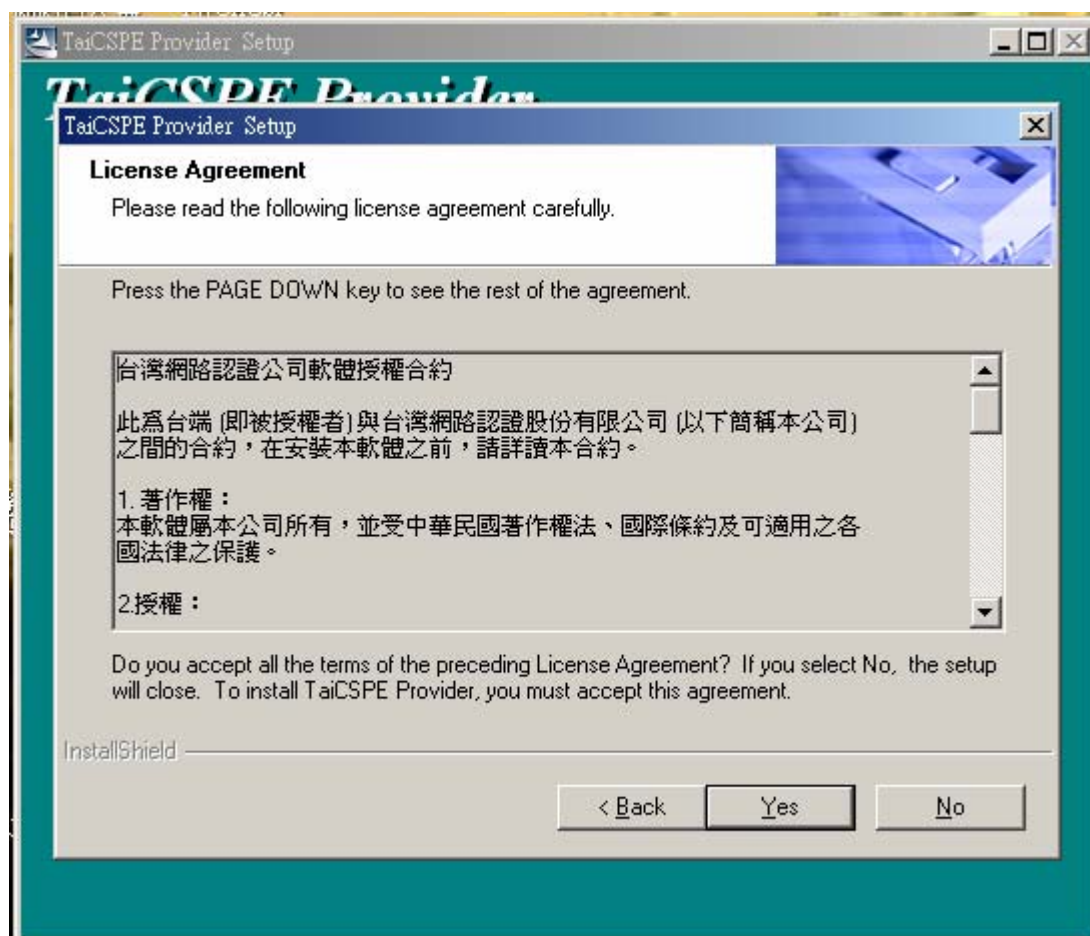 TaiCSPE Provider Setup
TaiCSPE Provider
TaiCSPE Provider Setup
License Agreement
Please read the following license agreement carefully.
Press the PAGE DOWN key to see the rest of the agreement.
台灣網路認證公司軟體授權合約
此爲台端 (即被授權者)與台灣網路認證股份有限公司 (以下簡稱本公司)
之間的合約，在安裝本軟體之前，請詳讀本合約。
1. 著作權：
本軟體屬本公司所有，並受中華民國著作權法、國際條約及可適用之各
國法律之保護。
2.授權：
Do you accept all the terms of the preceding License Agreement? If you select No, the setup
will close. To install TaiCSPE Provider, you must accept this agreement.
InstallShield
< Back Yes No